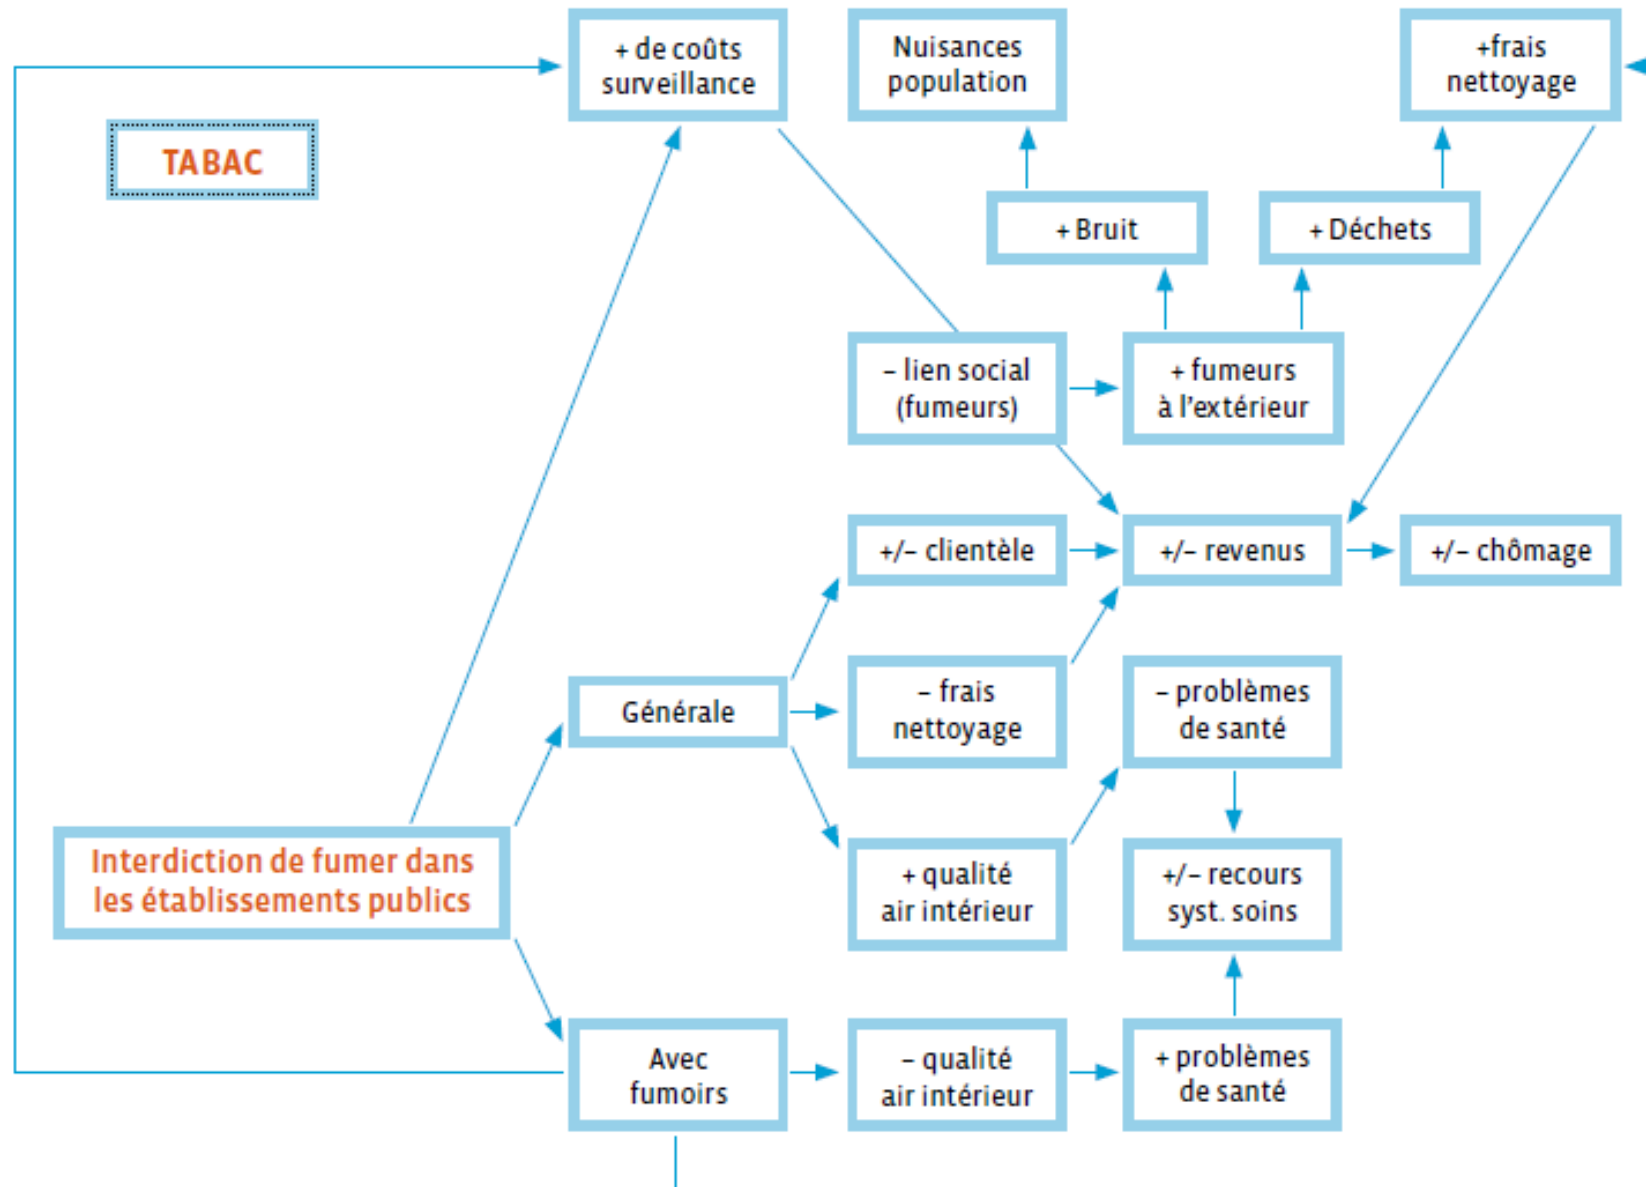 + de coûts
surveillance
Nuisances
population
+frais
nettoyage
TABAC
+ Bruit
+ Déchets
– lien social
(fumeurs)
+ fumeurs
à l'extérieur
+/– clientèle
+/– revenus
+/– chômage
Générale
– frais
nettoyage
– problèmes
de santé
Interdiction de fumer dans
les établissements publics
+ qualité
air intérieur
+/– recours
syst. soins
Avec
fumoirs
– qualité
air intérieur
+ problèmes
de santé